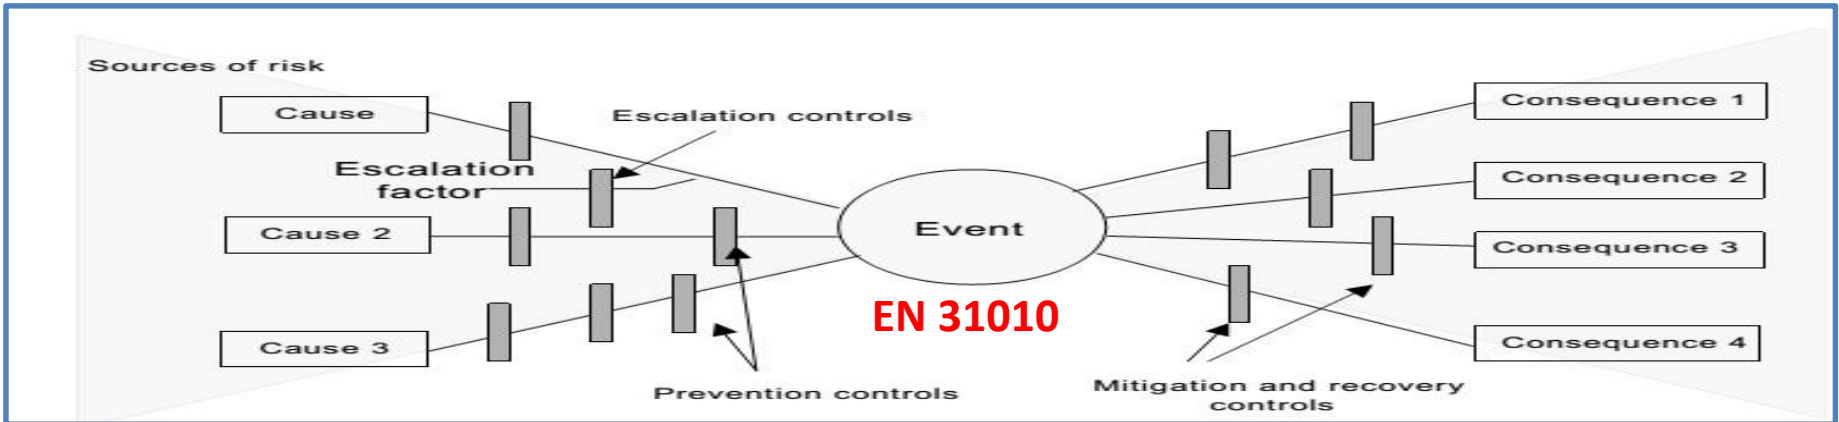 Sources of risk
Cause
Escalation controls
Escalation
factor
Cause 2
Cause 3
Prevention controls
Event
EN 31010
Consequence 1
Consequence 2
Consequence 3
Consequence 4
Mitigation and recovery
controls